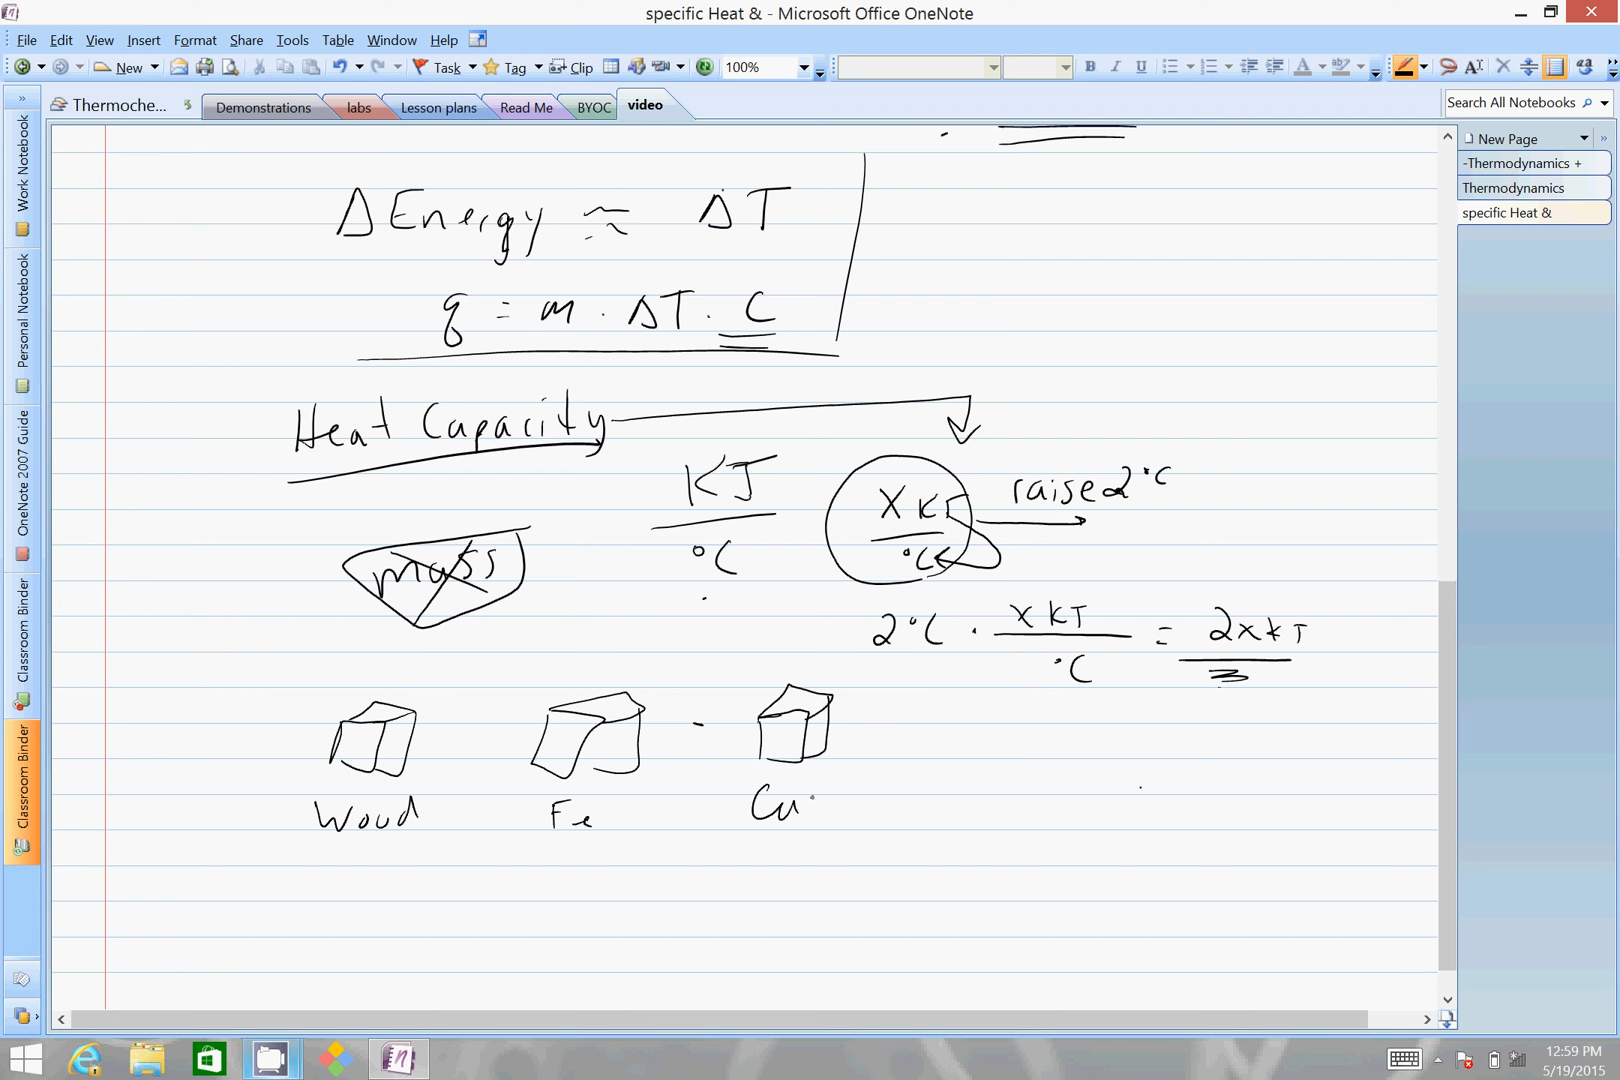 specific Heat & - Microsoft Office OneNote
File Edit View Insert Format Share Tools Table Window Help
New Task Tag Clip 100% B I U A
Thermoche... Demonstrations labs Lesson plans Read Me BYOC video Search All Notebooks
New Page
-Thermodynamics +
Thermodynamics
specific Heat &
Work Notebook
Personal Notebook
OneNote 2007 Guide
Classroom Binder
Classroom Binder
ΔEnergy ≈ ΔT
q = m · ΔT · C
Heat Capacity
KJ
°C
X KJ
°C
raise 2°C
mass
2°C · X KJ = 2X KJ
°C
Wood Fe Cu
12:59 PM
5/19/2015